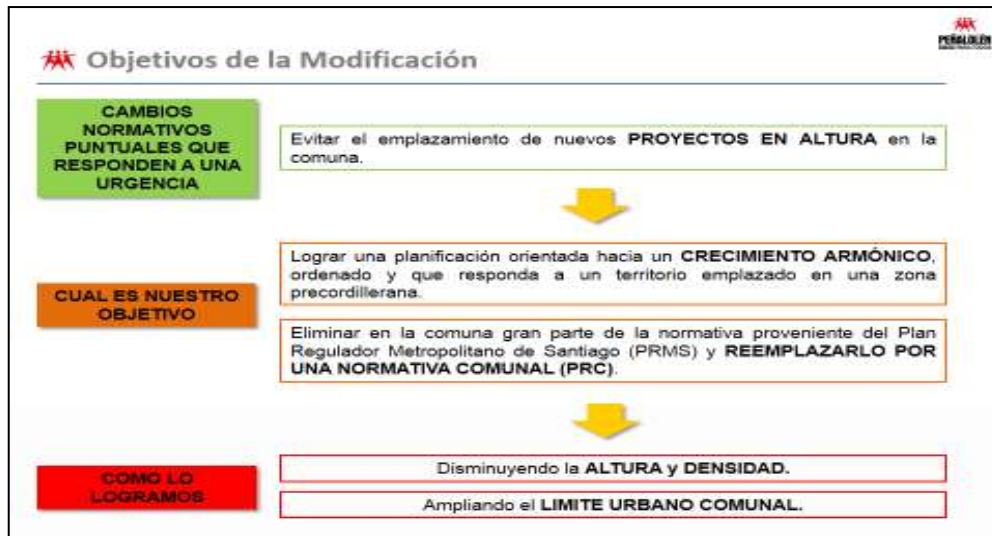 PEÑALOLÉN
Objetivos de la Modificación
CAMBIOS
NORMATIVOS
PUNTUALES QUE
RESPONDEN A UNA
URGENCIA
Evitar el emplazamiento de nuevos PROYECTOS EN ALTURA en la
comuna.
CUAL ES NUESTRO
OBJETIVO
Lograr una planificación orientada hacia un CRECIMIENTO ARMÓNICO,
ordenado y que responda a un territorio emplazado en una zona
precordillerana.
Eliminar en la comuna gran parte de la normativa proveniente del Plan
Regulador Metropolitano de Santiago (PRMS) y REEMPLAZARLO POR
UNA NORMATIVA COMUNAL (PRC).
COMO LO
LOGRAMOS
Disminuyendo la ALTURA y DENSIDAD.
Ampliando el LIMITE URBANO COMUNAL.